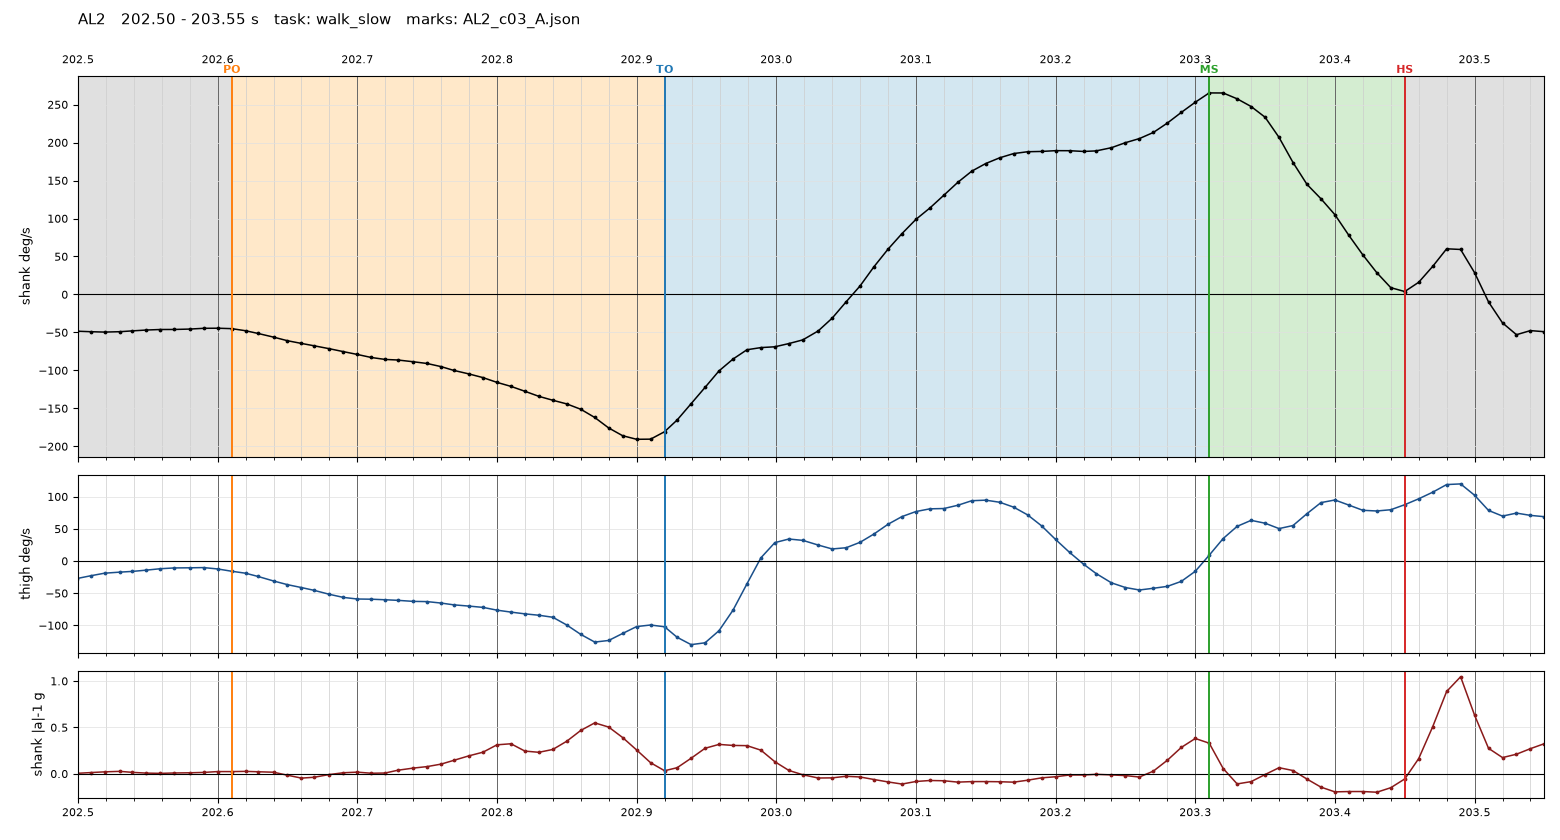 AL2   202.50 - 203.55 s   task: walk_slow   marks: AL2_c03_A.json
202.5 202.6 202.7 202.8 202.9 203.0 203.1 203.2 203.3 203.4 203.5
PO TO MS HS
250
200
150
100
50
0
−50
−100
−150
−200
shank deg/s
100
50
0
−50
−100
thigh deg/s
1.0
0.5
0.0
shank |a|-1 g
202.5 202.6 202.7 202.8 202.9 203.0 203.1 203.2 203.3 203.4 203.5